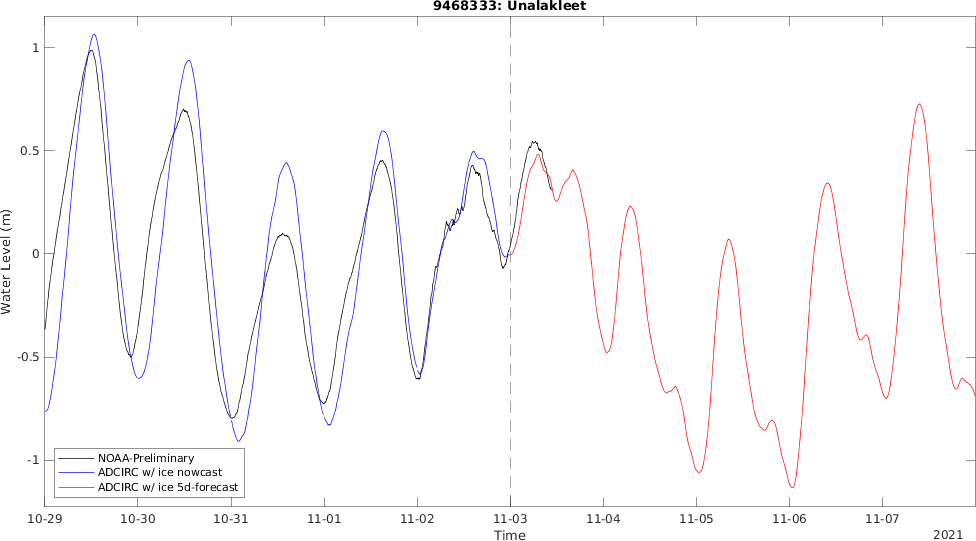 9468333: Unalakleet
Water Level (m)
1
0.5
0
-0.5
-1
NOAA-Preliminary
ADCIRC w/ ice nowcast
ADCIRC w/ ice 5d-forecast
10-29 10-30 10-31 11-01 11-02 11-03 11-04 11-05 11-06 11-07
Time
2021